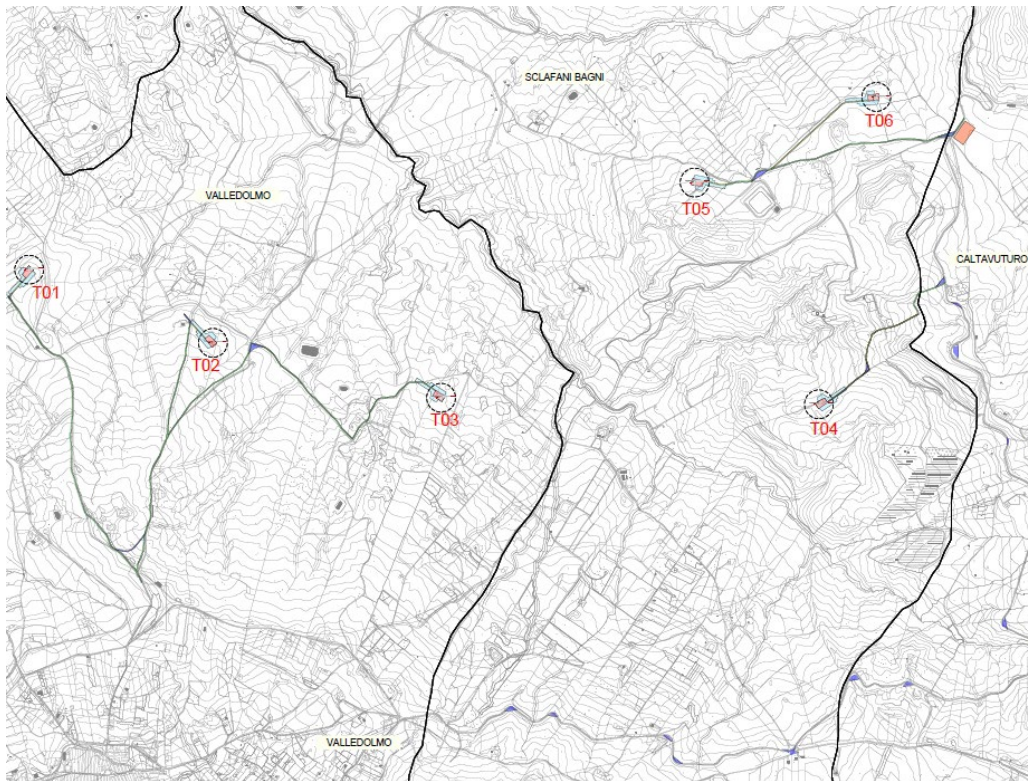 SCLAFANI BAGNI
T06
VALLEDOLMO
T05
CALTAVUTURO
T01
T02
T03
T04
VALLEDOLMO